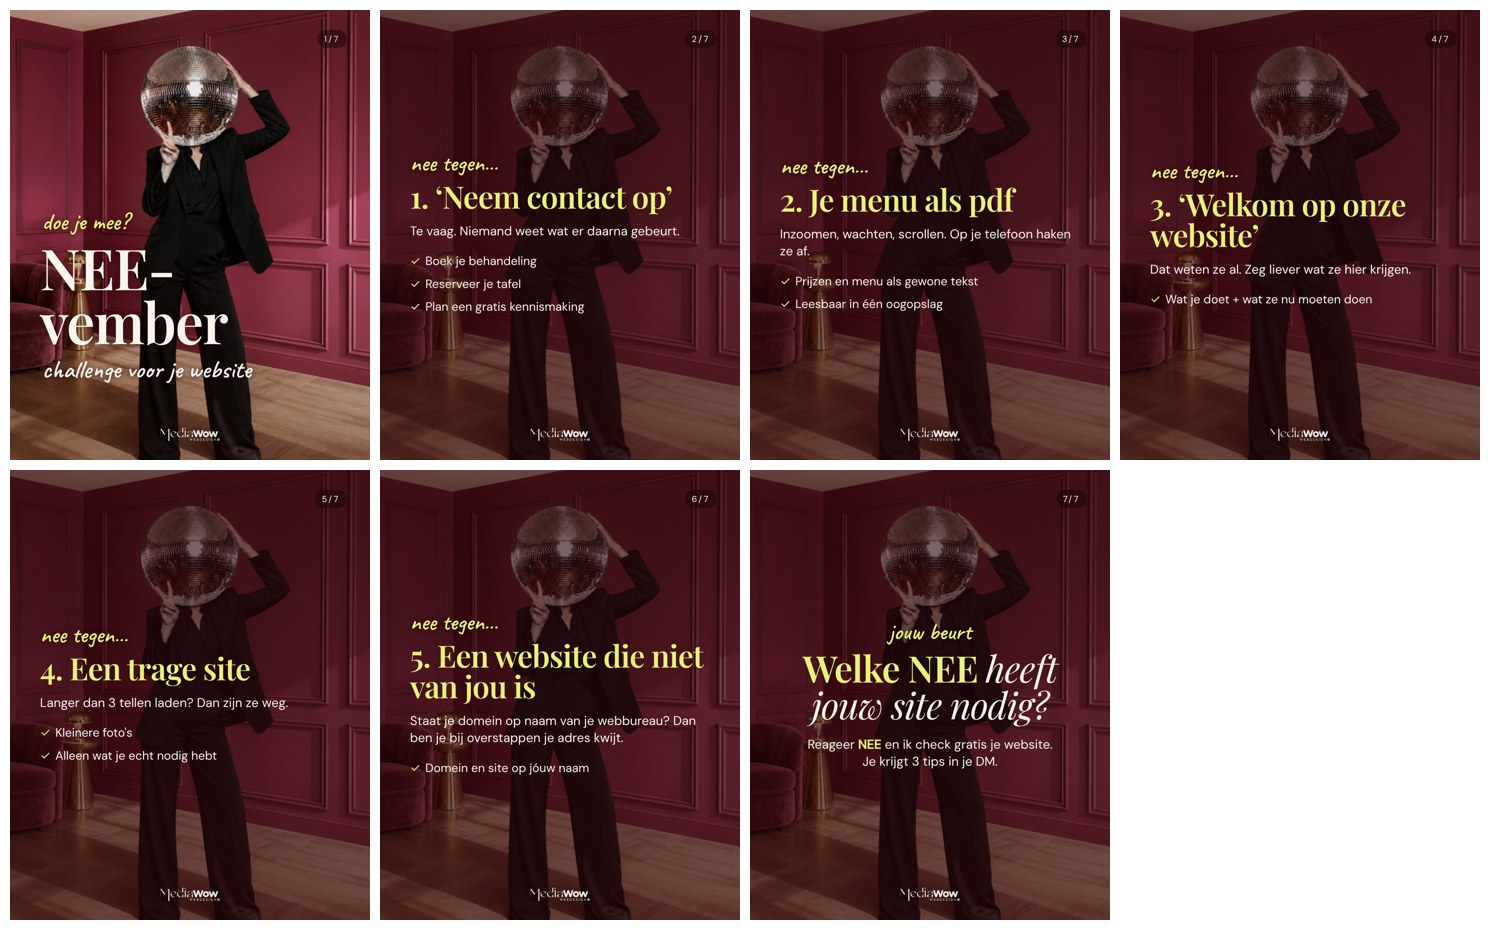 1/7
doe je mee?
NEE-
vember
challenge voor je website
MediaWow
WEBDESIGN
2/7
nee tegen...
1. ‘Neem contact op’
Te vaag. Niemand weet wat er daarna gebeurt.
✓ Boek je behandeling
✓ Reserveer je tafel
✓ Plan een gratis kennismaking
MediaWow
WEBDESIGN
3/7
nee tegen...
2. Je menu als pdf
Inzoomen, wachten, scrollen. Op je telefoon haken
ze af.
✓ Prijzen en menu als gewone tekst
✓ Leesbaar in één oogopslag
MediaWow
WEBDESIGN
4/7
nee tegen...
3. ‘Welkom op onze
website’
Dat weten ze al. Zeg liever wat ze hier krijgen.
✓ Wat je doet + wat ze nu moeten doen
MediaWow
WEBDESIGN
5/7
nee tegen...
4. Een trage site
Langer dan 3 tellen laden? Dan zijn ze weg.
✓ Kleinere foto's
✓ Alleen wat je echt nodig hebt
MediaWow
WEBDESIGN
6/7
nee tegen...
5. Een website die niet
van jou is
Staat je domein op naam van je webbureau? Dan
ben je bij overstappen je adres kwijt.
✓ Domein en site op jóuw naam
MediaWow
WEBDESIGN
7/7
jouw beurt
Welke NEE heeft
jouw site nodig?
Reageer NEE en ik check gratis je website.
Je krijgt 3 tips in je DM.
MediaWow
WEBDESIGN